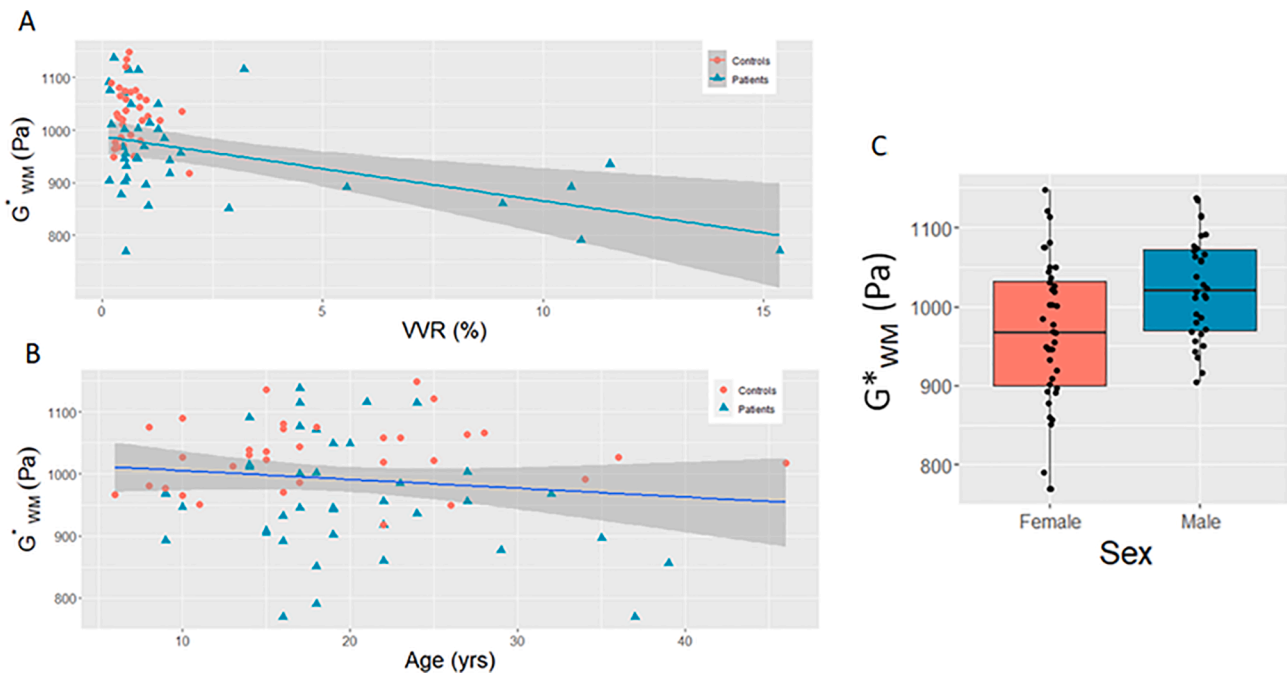 A
G*WM (Pa)
1100
1000
900
800
Controls
Patients
0
5
10
15
VVR (%)
B
G*WM (Pa)
1100
1000
900
800
Controls
Patients
10
20
30
40
Age (yrs)
C
G*WM (Pa)
1100
1000
900
800
Female
Male
Sex